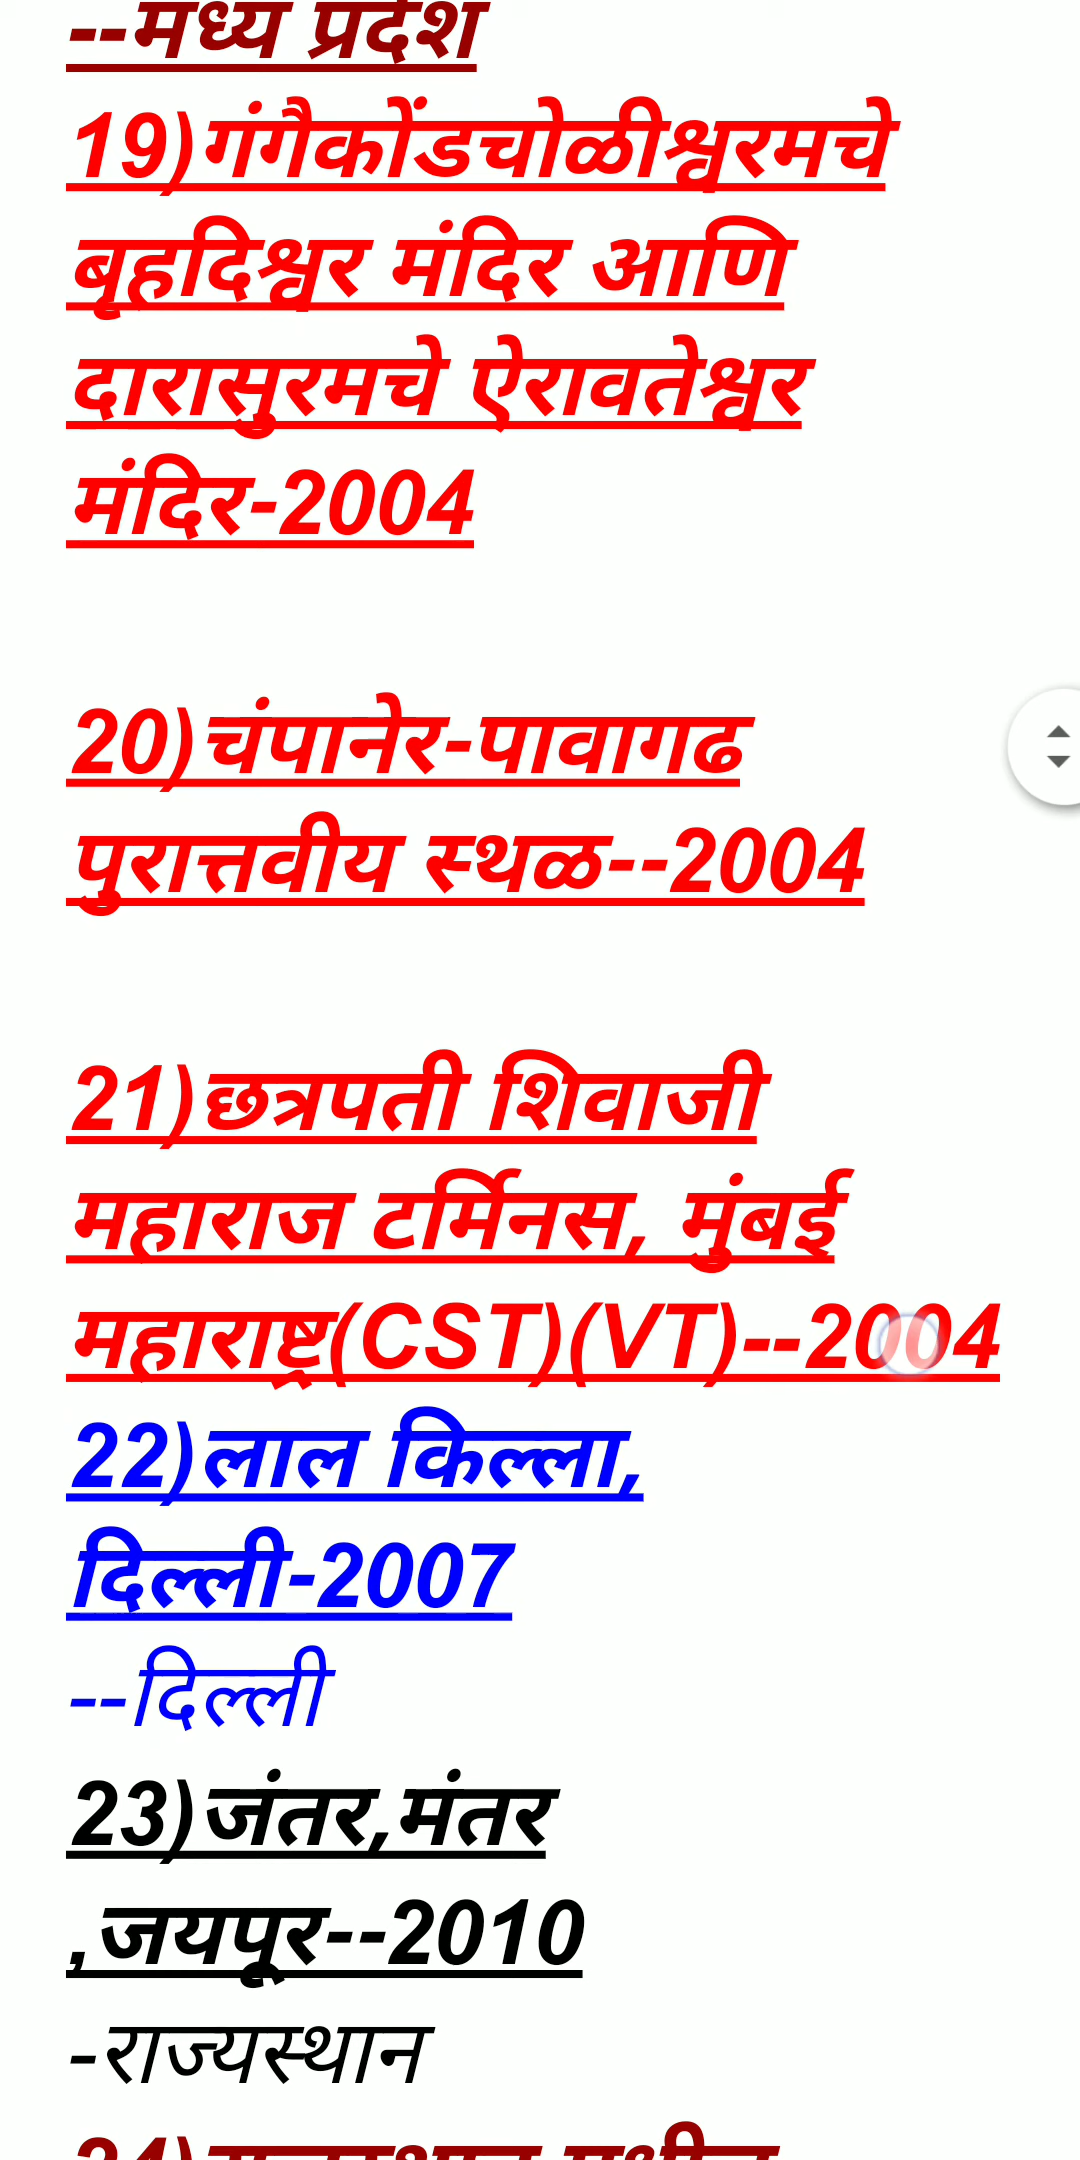 --मध्य प्रदेश
19)गंगैकोंडचोळीश्वरमचे
बृहदिश्वर मंदिर आणि
दारासुरमचे ऐरावतेश्वर
मंदिर-2004
20)चंपानेर-पावागढ
पुरात्तवीय स्थळ--2004
21)छत्रपती शिवाजी
महाराज टर्मिनस, मुंबई
महाराष्ट्र(CST)(VT)--2004
22)लाल किल्ला,
दिल्ली-2007
--दिल्ली
23)जंतर,मंतर
,जयपूर--2010
-राज्यस्थान